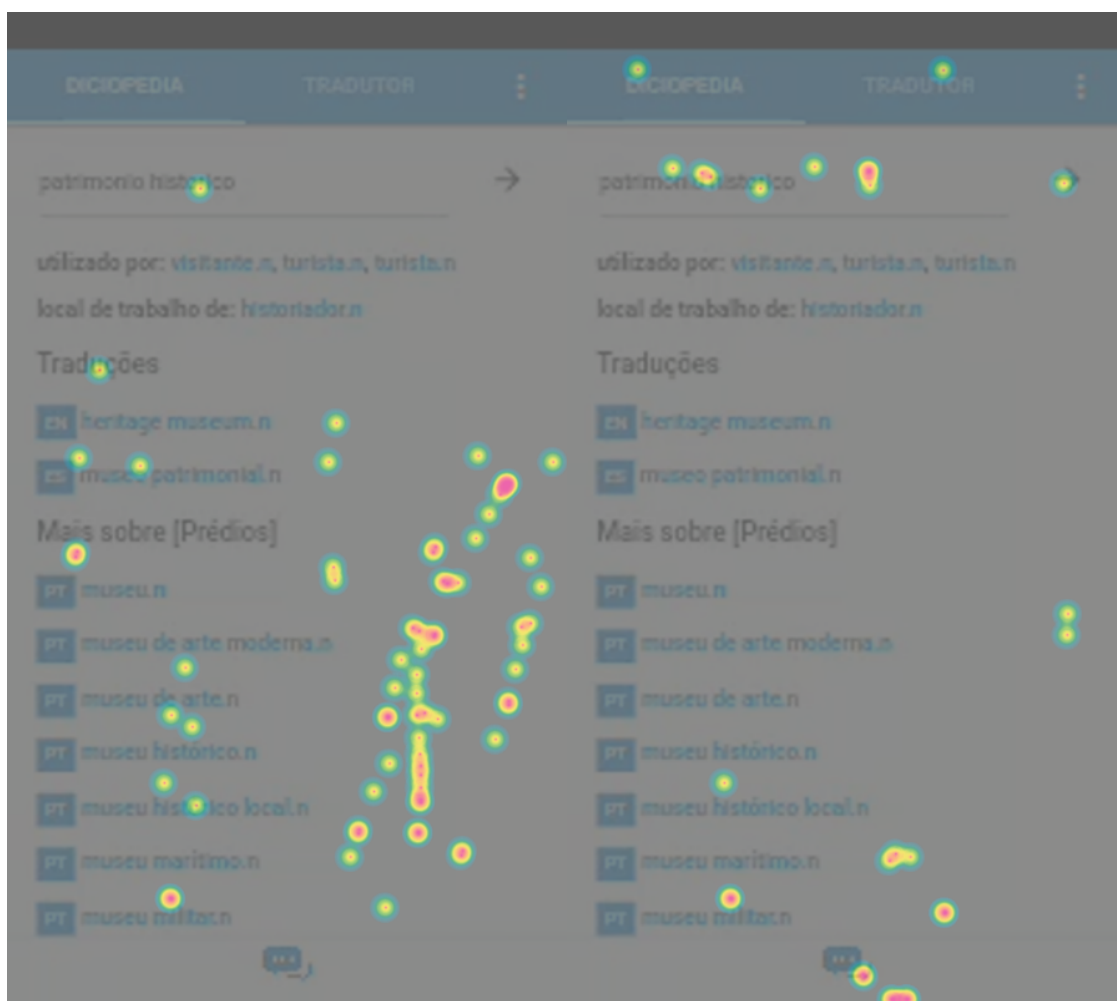 DICIOPEDIA TRADUTOR
patrimonio historico
utilizado por: visitante.n, turista.n, turista.n
local de trabalho de: historiador.n
Traduções
EN heritage museum.n
ES museo patrimonial.n
Mais sobre [Prédios]
PT museu.n
PT museu de arte moderna.n
PT museu de arte.n
PT museu histórico.n
PT museu histórico local.n
PT museu marítimo.n
PT museu militar.n
DICIOPEDIA TRADUTOR
patrimonio historico
utilizado por: visitante.n, turista.n, turista.n
local de trabalho de: historiador.n
Traduções
EN heritage museum.n
ES museo patrimonial.n
Mais sobre [Prédios]
PT museu.n
PT museu de arte moderna.n
PT museu de arte.n
PT museu histórico.n
PT museu histórico local.n
PT museu marítimo.n
PT museu militar.n